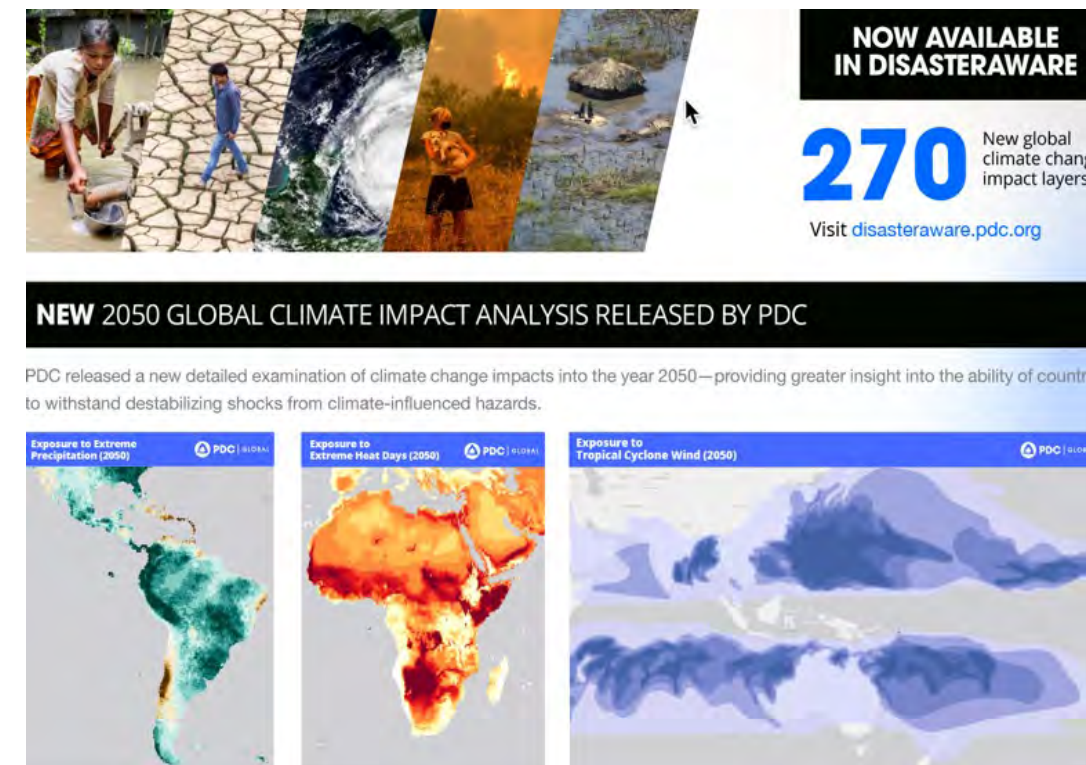 NOW AVAILABLE
IN DISASTERAWARE
270
New global
climate chang
impact layers
Visit disasteraware.pdc.org
NEW 2050 GLOBAL CLIMATE IMPACT ANALYSIS RELEASED BY PDC
PDC released a new detailed examination of climate change impacts into the year 2050—providing greater insight into the ability of countr
to withstand destabilizing shocks from climate-influenced hazards.
Exposure to Extreme
Precipitation (2050)
PDC | GLOBAL
Exposure to
Extreme Heat Days (2050)
PDC | GLOBAL
Exposure to
Tropical Cyclone Wind (2050)
PDC | GLOB